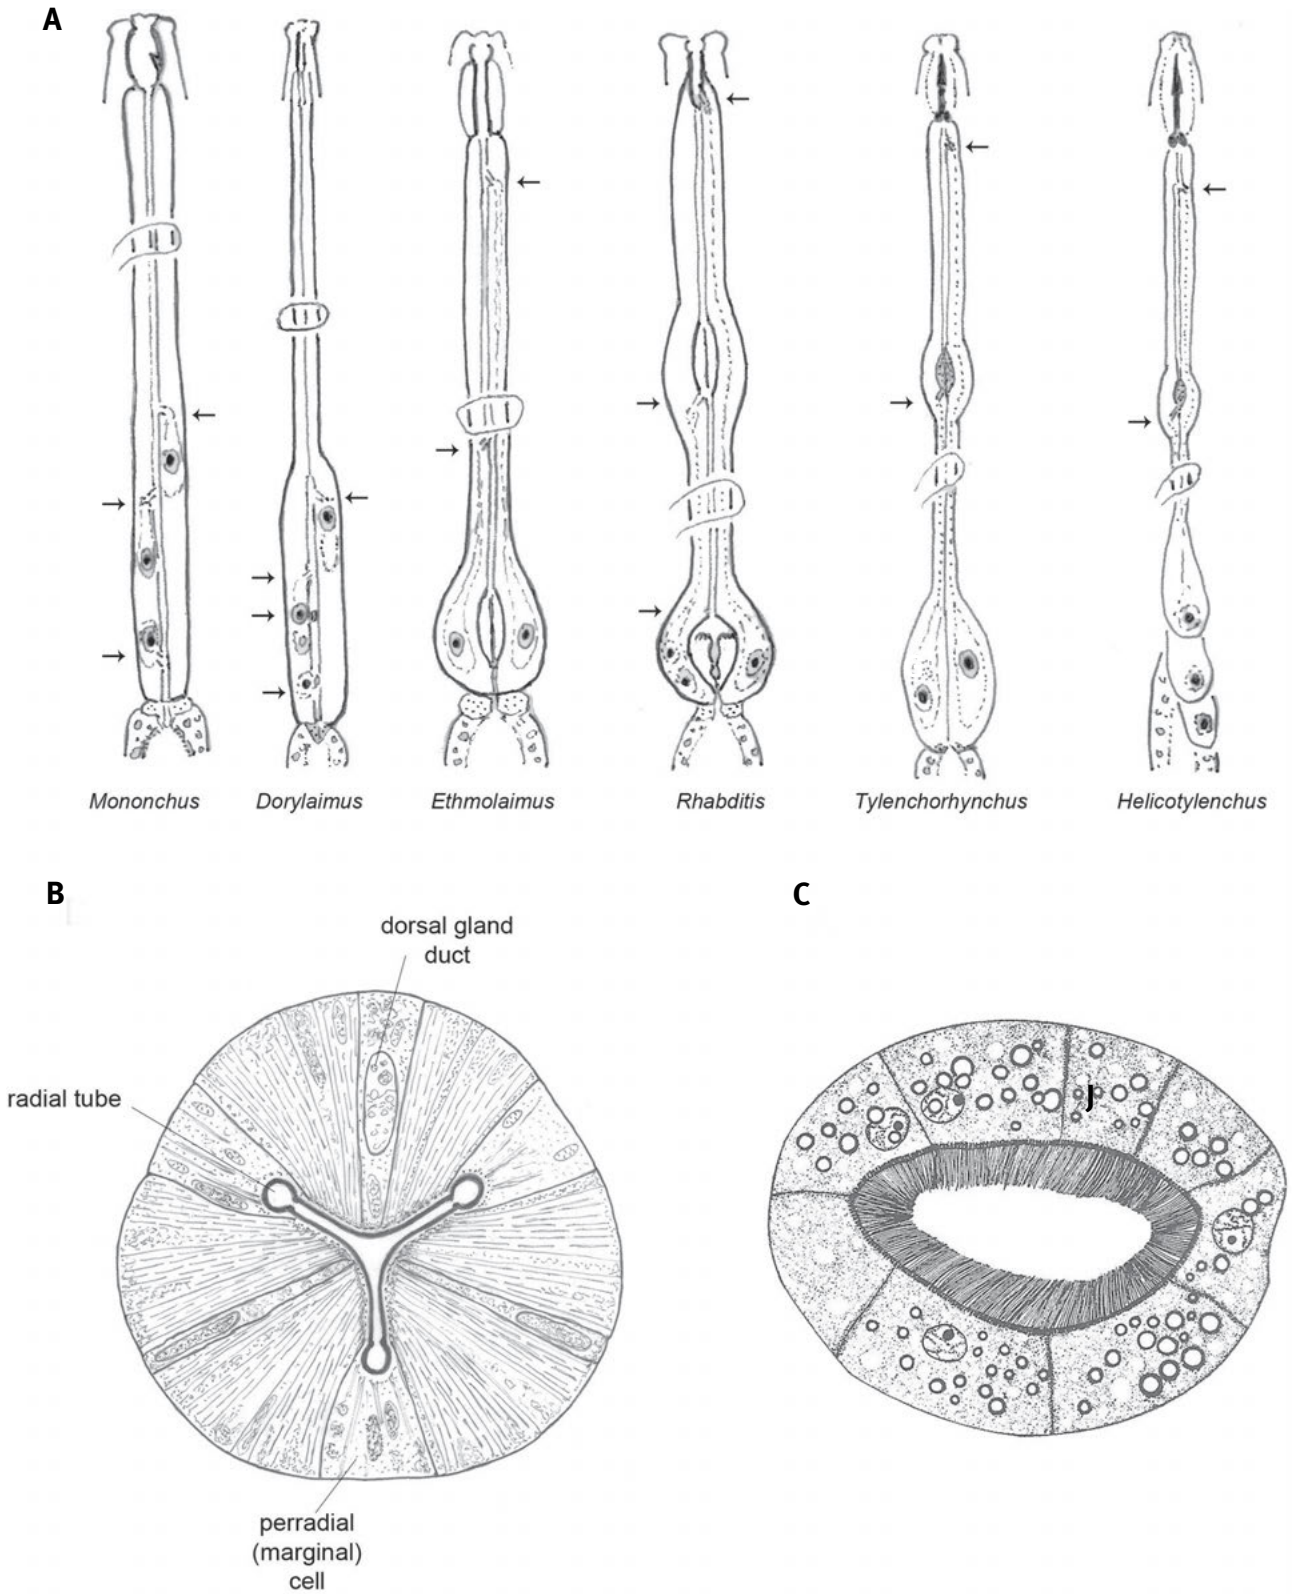 A
Mononchus
Dorylaimus
Ethmolaimus
Rhabditis
Tylenchorhynchus
Helicotylenchus
B
dorsal gland
duct
radial tube
perradial
(marginal)
cell
C
J